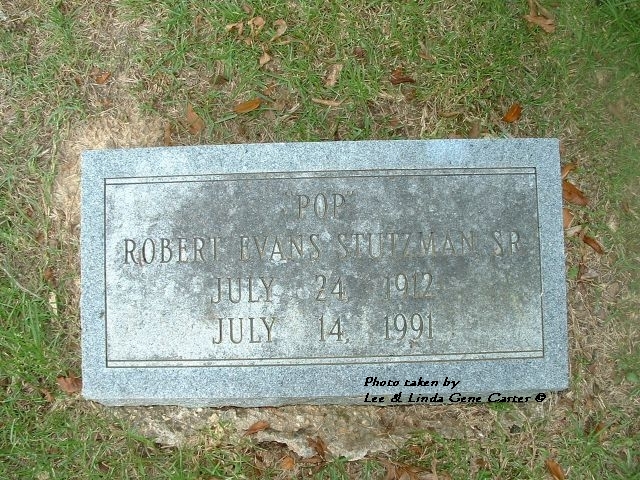 "POP"
ROBERT EVANS STUTZMAN, SR.
JULY 24, 1912
JULY 14, 1991
Photo taken by
Lee & Linda Gene Carter ©